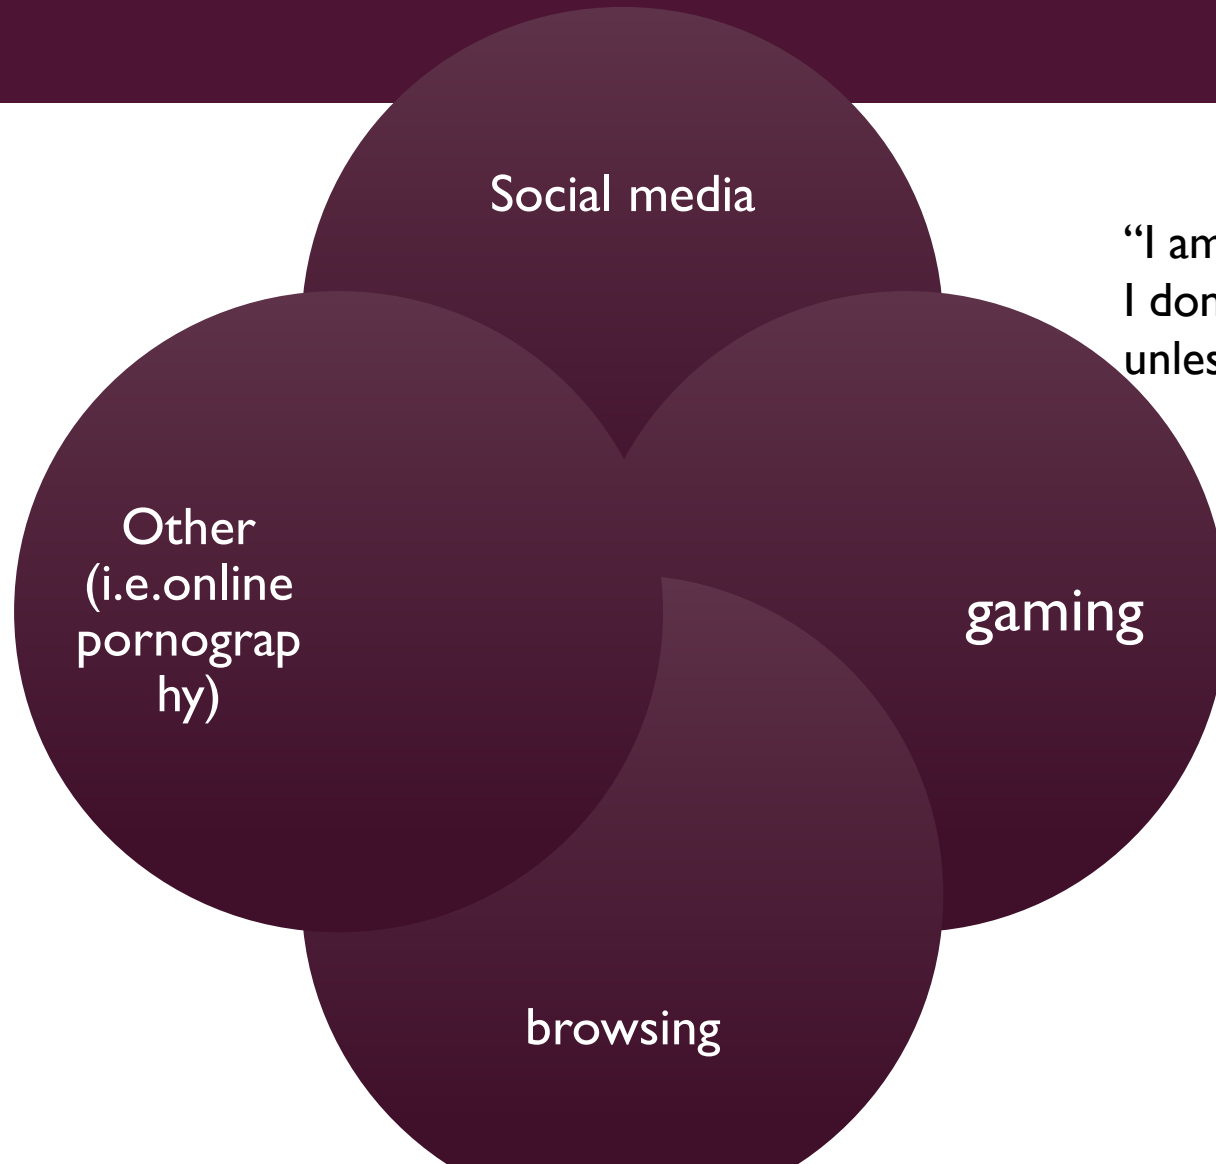 Social media
“I am
I don
unles
Other
(i.e.online
pornograp
hy)
gaming
browsing